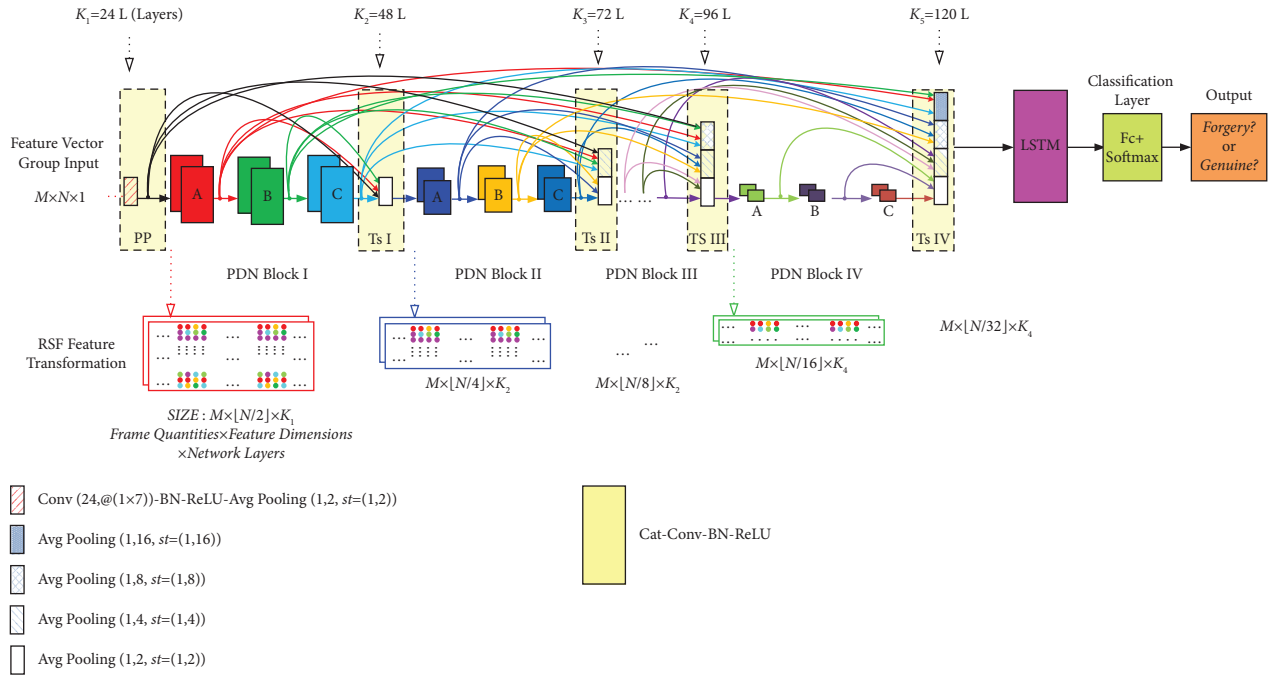 K₁=24 L (Layers)
K₂=48 L
K₃=72 L
K₄=96 L
K₅=120 L
Feature Vector
Group Input
M×N×1
A
B
C
A
B
C
... ...
A
B
C
PP
Ts I
Ts II
TS III
Ts IV
LSTM
Classification
Layer
Fc+
Softmax
Output
Forgery?
or
Genuine?
PDN Block I
PDN Block II
PDN Block III
PDN Block IV
RSF Feature
Transformation
SIZE : M×⌊N/2⌋×K₁
Frame Quantities×Feature Dimensions
×Network Layers
M×⌊N/4⌋×K₂
... ...
M×⌊N/8⌋×K₂
M×⌊N/16⌋×K₄
M×⌊N/32⌋×K₄
Conv (24,@(1×7))-BN-ReLU-Avg Pooling (1,2, st=(1,2))
Avg Pooling (1,16, st=(1,16))
Avg Pooling (1,8, st=(1,8))
Avg Pooling (1,4, st=(1,4))
Avg Pooling (1,2, st=(1,2))
Cat-Conv-BN-ReLU